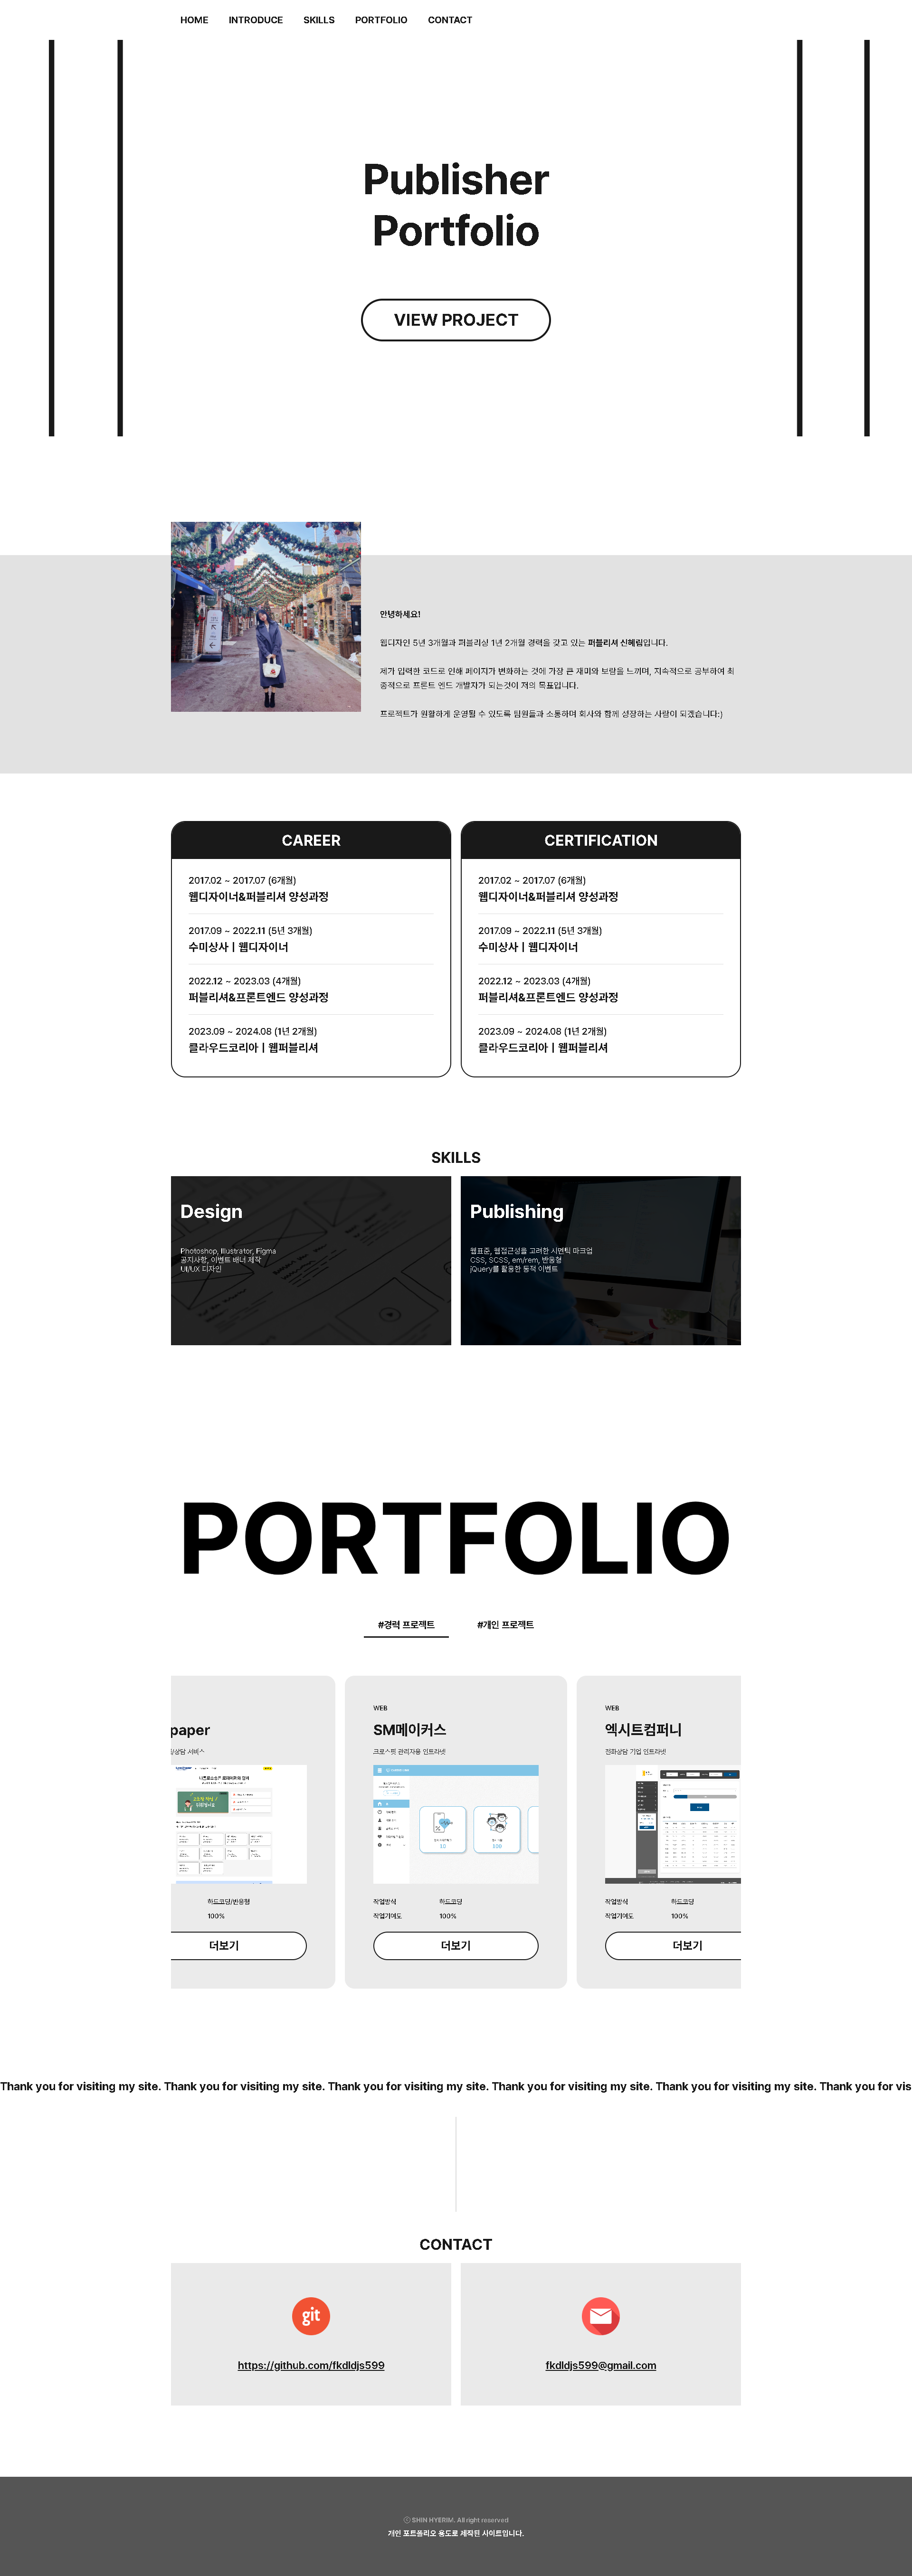 HOME INTRODUCE SKILLS PORTFOLIO CONTACT
Publisher
Portfolio
VIEW PROJECT
안녕하세요!
웹디자인 5년 3개월과 퍼블리싱 1년 2개월 경력을 갖고 있는 퍼블리셔 신혜림입니다.
제가 입력한 코드로 인해 페이지가 변화하는 것에 가장 큰 재미와 보람을 느끼며, 지속적으로 공부하여 최
종적으로 프론트 엔드 개발자가 되는것이 저의 목표입니다.
프로젝트가 원활하게 운영될 수 있도록 팀원들과 소통하며 회사와 함께 성장하는 사람이 되겠습니다:)
CAREER
2017.02 ~ 2017.07 (6개월)
웹디자이너&퍼블리셔 양성과정
2017.09 ~ 2022.11 (5년 3개월)
수미상사 | 웹디자이너
2022.12 ~ 2023.03 (4개월)
퍼블리셔&프론트엔드 양성과정
2023.09 ~ 2024.08 (1년 2개월)
클라우드코리아 | 웹퍼블리셔
CERTIFICATION
2017.02 ~ 2017.07 (6개월)
웹디자이너&퍼블리셔 양성과정
2017.09 ~ 2022.11 (5년 3개월)
수미상사 | 웹디자이너
2022.12 ~ 2023.03 (4개월)
퍼블리셔&프론트엔드 양성과정
2023.09 ~ 2024.08 (1년 2개월)
클라우드코리아 | 웹퍼블리셔
SKILLS
Design
Photoshop, Illustrator, Figma
공지사항, 이벤트 배너 제작
UI/UX 디자인
Publishing
웹표준, 웹접근성을 고려한 시멘틱 마크업
CSS, SCSS, em/rem, 반응형
jQuery를 활용한 동적 이벤트
PORTFOLIO
#경력 프로젝트 #개인 프로젝트
paper
상담 서비스
하드코딩/반응형
100%
더보기
WEB
SM메이커스
크로스핏 관리자용 인트라넷
작업방식 하드코딩
작업기여도 100%
더보기
WEB
엑시트컴퍼니
전화상담 기업 인트라넷
작업방식 하드코딩
작업기여도 100%
더보기
Thank you for visiting my site. Thank you for visiting my site. Thank you for visiting my site. Thank you for visiting my site. Thank you for visiting my site. Thank you for vis
CONTACT
git
https://github.com/fkdldjs599
fkdldjs599@gmail.com
ⓒ SHIN HYERIM. All right reserved
개인 포트폴리오 용도로 제작된 사이트입니다.